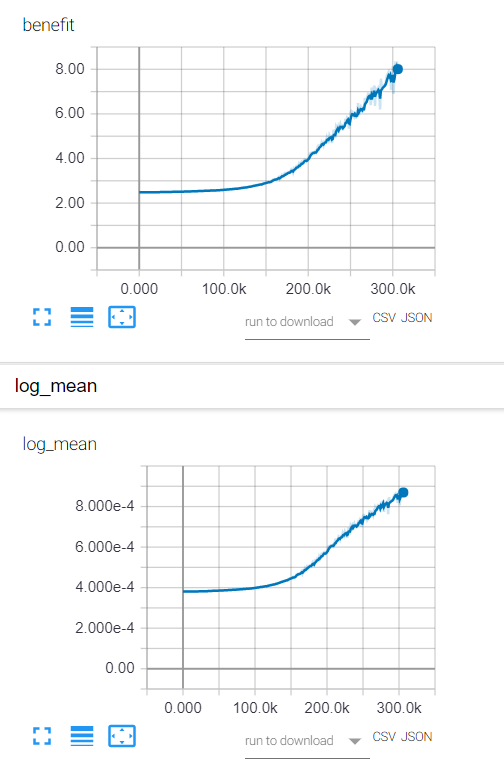 benefit
8.00
6.00
4.00
2.00
0.00
0.000 100.0k 200.0k 300.0k
run to download CSV JSON
log_mean
log_mean
8.000e-4
6.000e-4
4.000e-4
2.000e-4
0.00
0.000 100.0k 200.0k 300.0k
run to download CSV JSON